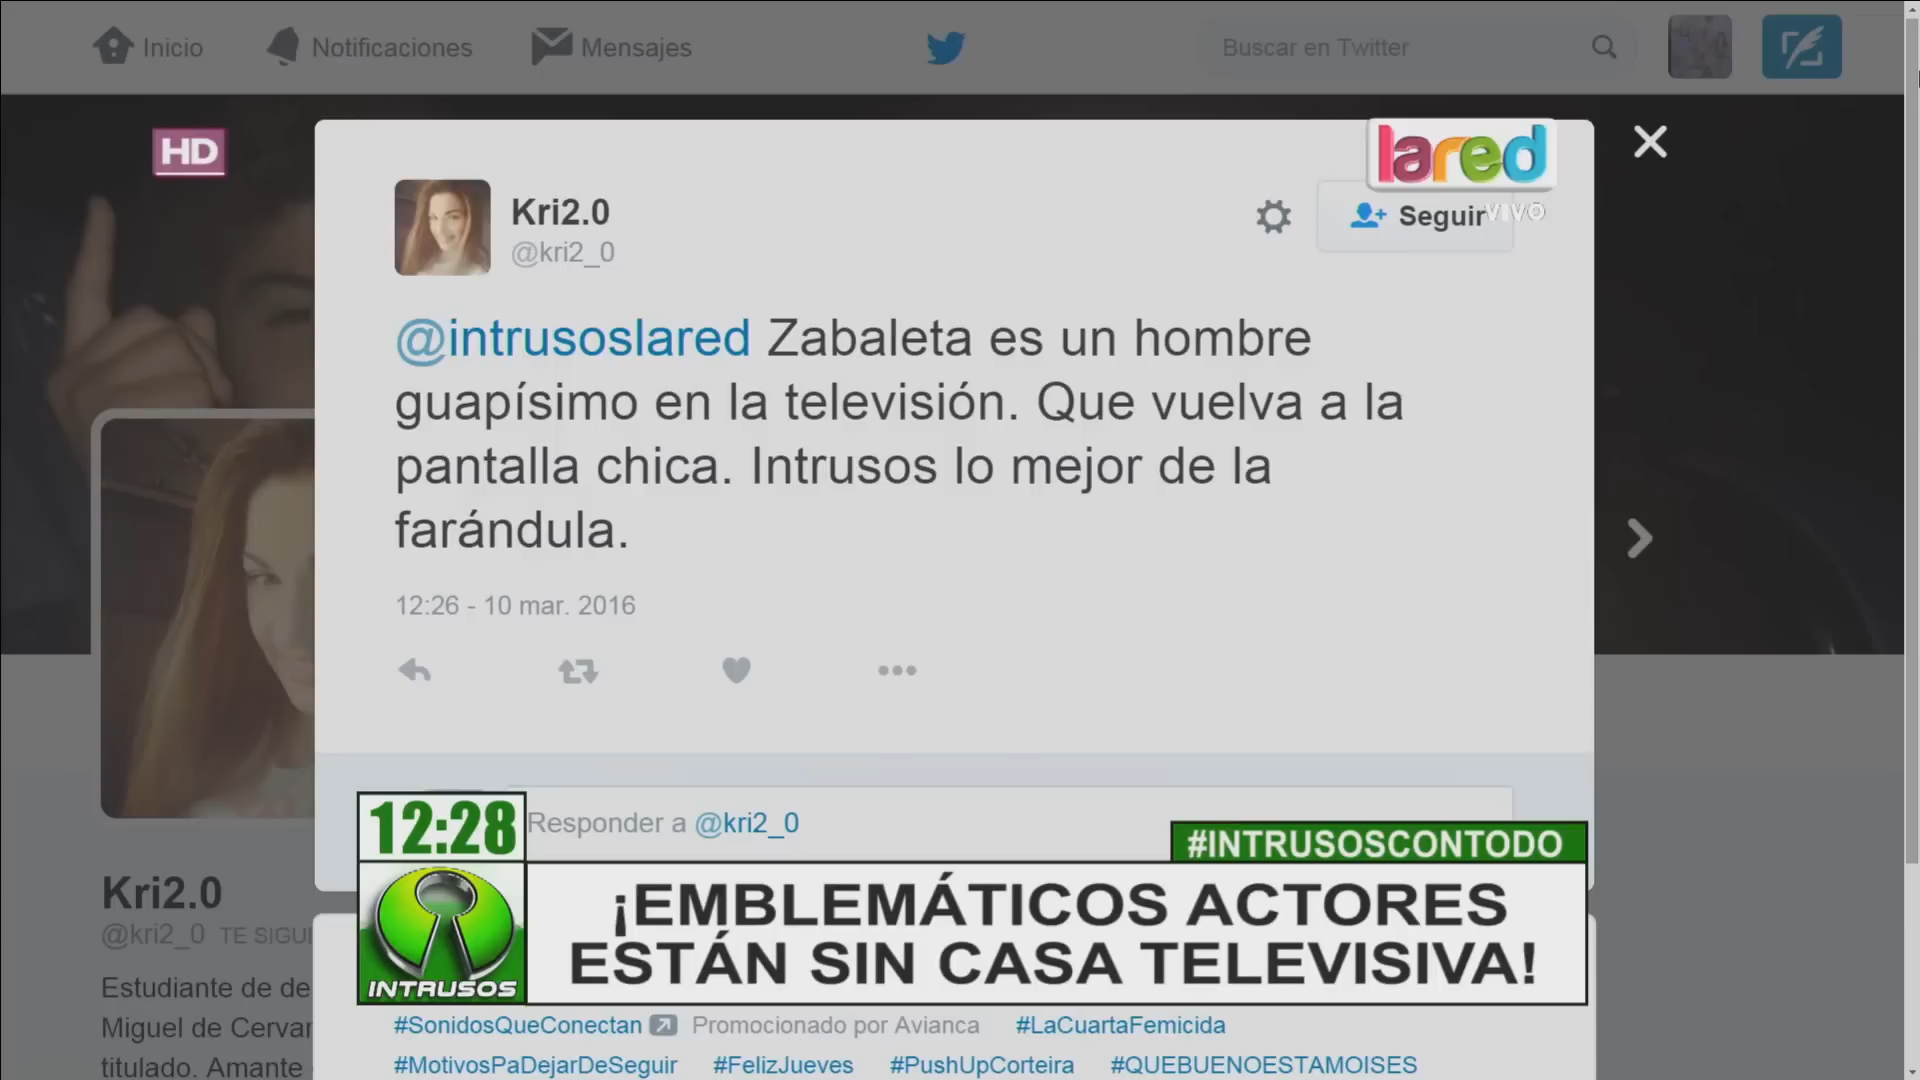 Inicio
Notificaciones
Mensajes
Buscar en Twitter
HD
lared
VIVO
Kri2.0
@kri2_0
Seguir
@intrusoslared Zabaleta es un hombre
guapísimo en la televisión. Que vuelva a la
pantalla chica. Intrusos lo mejor de la
farándula.
12:26 - 10 mar. 2016
12:28
Responder a @kri2_0
#INTRUSOSCONTODO
¡EMBLEMÁTICOS ACTORES
ESTÁN SIN CASA TELEVISIVA!
INTRUSOS
Kri2.0
@kri2_0 TE SIGU
Estudiante de de
Miguel de Cervan
titulado. Amante
#SonidosQueConectan Promocionado por Avianca #LaCuartaFemicida
#MotivosPaDejarDeSeguir #FelizJueves #PushUpCorteira #QUEBUENOESTAMOISES